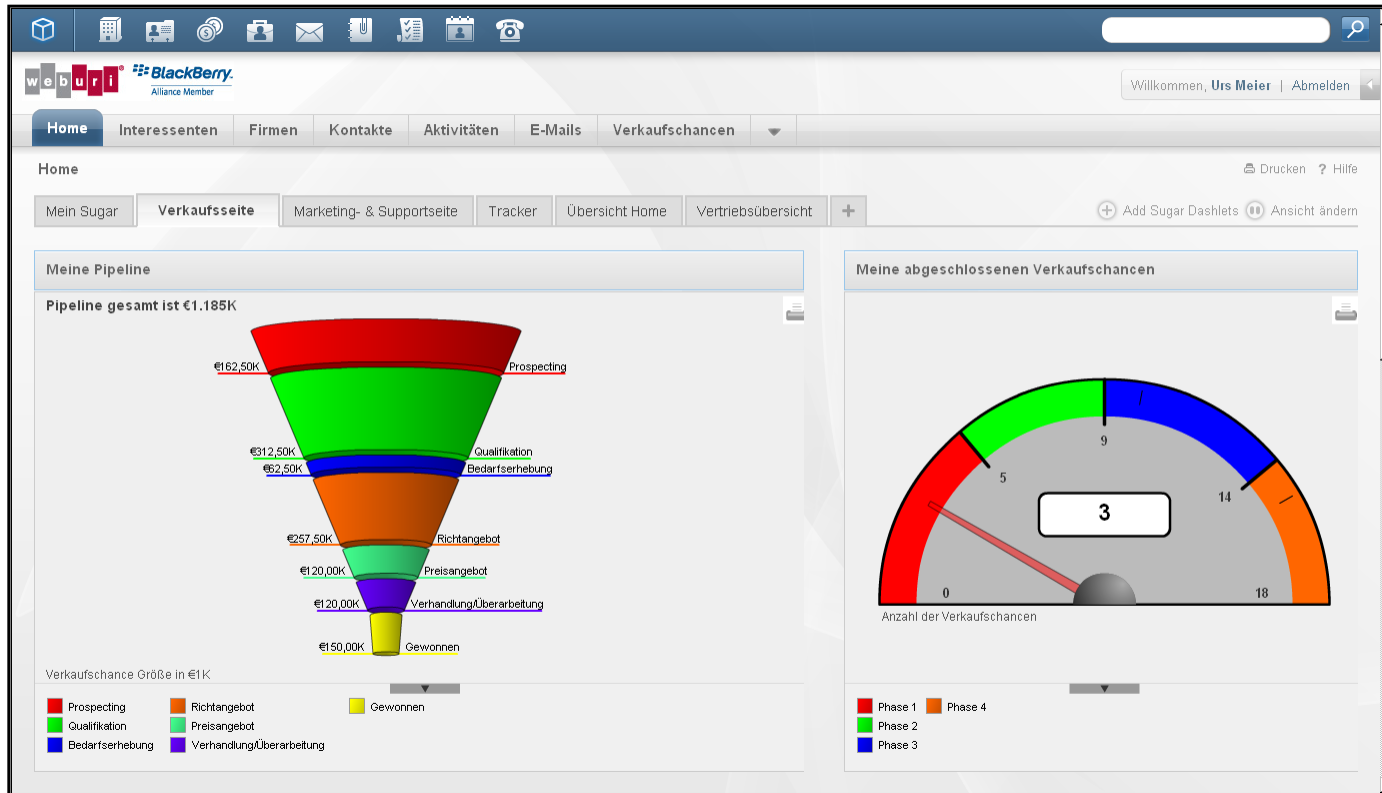 weburi® BlackBerry.
Alliance Member
Willkommen, Urs Meier | Abmelden
Home Interessenten Firmen Kontakte Aktivitäten E-Mails Verkaufschancen
Home
Drucken ? Hilfe
Mein Sugar Verkaufsseite Marketing- & Supportseite Tracker Übersicht Home Vertriebsübersicht +
Add Sugar Dashlets Ansicht ändern
Meine Pipeline
Pipeline gesamt ist €1.185K
€162,50K Prospecting
€312,50K Qualifikation
€62,50K Bedarfserhebung
€257,50K Richtangebot
€120,00K Preisangebot
€120,00K Verhandlung/Überarbeitung
€150,00K Gewonnen
Verkaufschance Größe in €1K
Prospecting Richtangebot Gewonnen
Qualifikation Preisangebot
Bedarfserhebung Verhandlung/Überarbeitung
Meine abgeschlossenen Verkaufschancen
9
5
14
3
0
18
Anzahl der Verkaufschancen
Phase 1 Phase 4
Phase 2
Phase 3